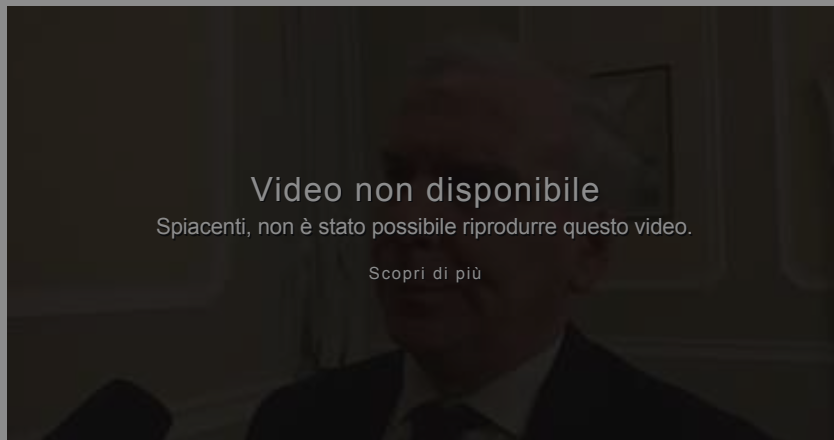 Video non disponibile
Spiacenti, non è stato possibile riprodurre questo video.
Scopri di più